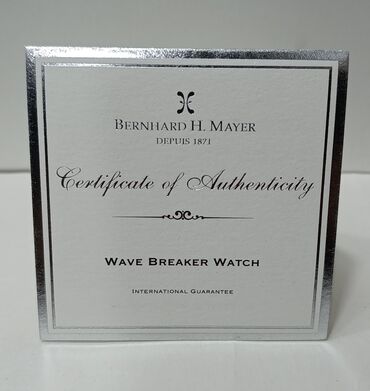 BERNHARD H. MAYER
DEPUIS 1871
Certificate of Authenticity
WAVE BREAKER WATCH
INTERNATIONAL GUARANTEE